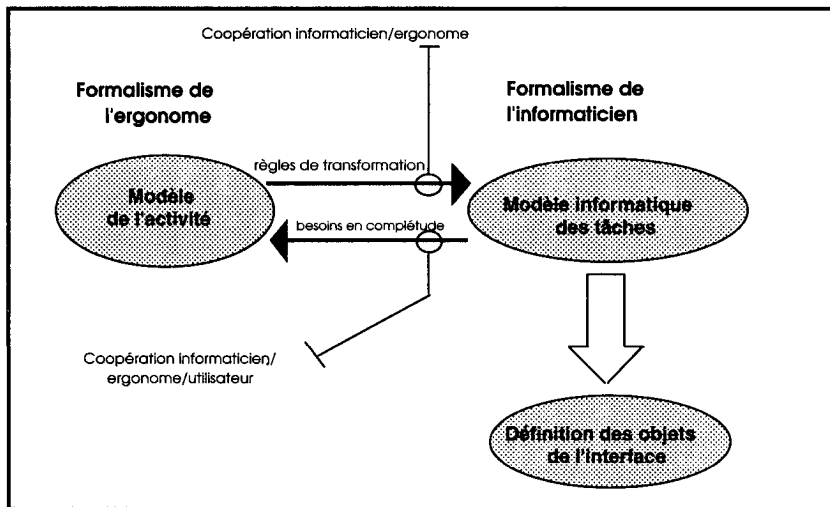 Coopération informaticien/ergonome
Formalisme de
l'ergonome
Formalisme de
l'informaticien
règles de transformation
Modèle
de l'activité
Modèle informatique
des tâches
besoins en complétude
Coopération informaticien/
ergonome/utilisateur
Définition des objets
de l'interface